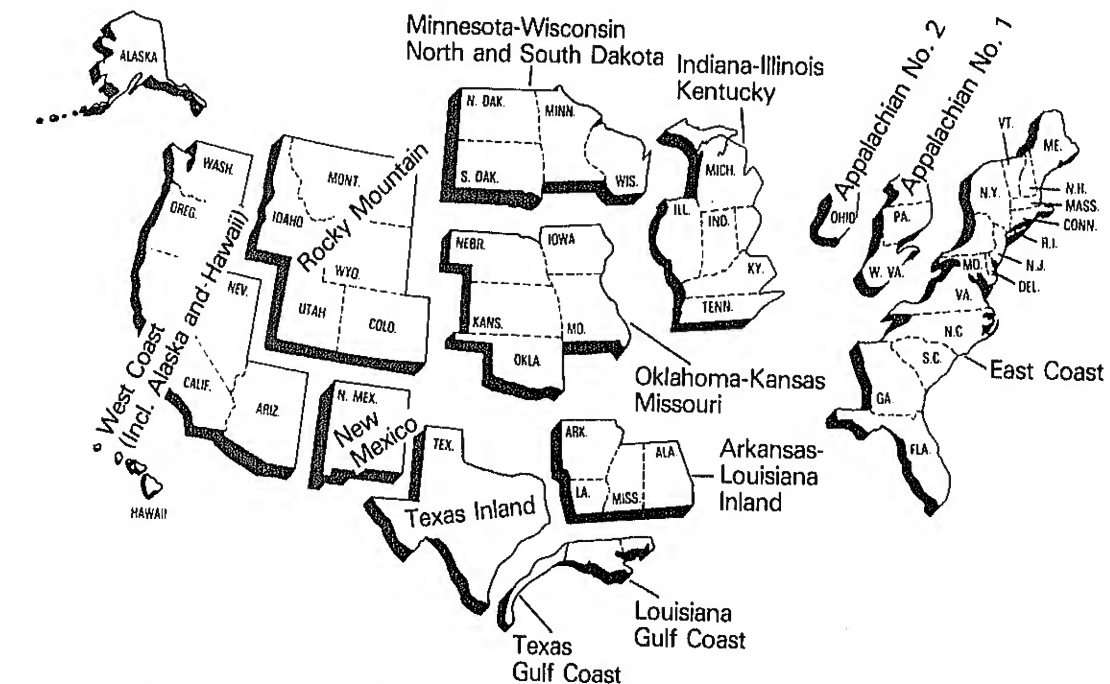 Minnesota-Wisconsin
North and South Dakota
Indiana-Illinois
Kentucky
Appalachian No. 2
Appalachian No. 1
ALASKA
WASH.
OREG.
NEV.
CALIF.
ARIZ.
HAWAII
West Coast
(Incl. Alaska and Hawaii)
MONT.
IDAHO
WYO.
UTAH
COLO.
Rocky Mountain
N. MEX.
New
Mexico
N. DAK.
MINN.
S. DAK.
WIS.
NEBR.
IOWA
KANS.
MO.
OKLA.
Oklahoma-Kansas
Missouri
MICH.
ILL.
IND.
KY.
TENN.
OHIO
PA.
W. VA.
VT.
ME.
N.Y.
N.H.
MASS.
CONN.
R.I.
N.J.
MD.
DEL.
VA.
N.C.
S.C.
GA.
FLA.
East Coast
TEX.
Texas Inland
ARK.
ALA.
LA.
MISS.
Arkansas-
Louisiana
Inland
Louisiana
Gulf Coast
Texas
Gulf Coast